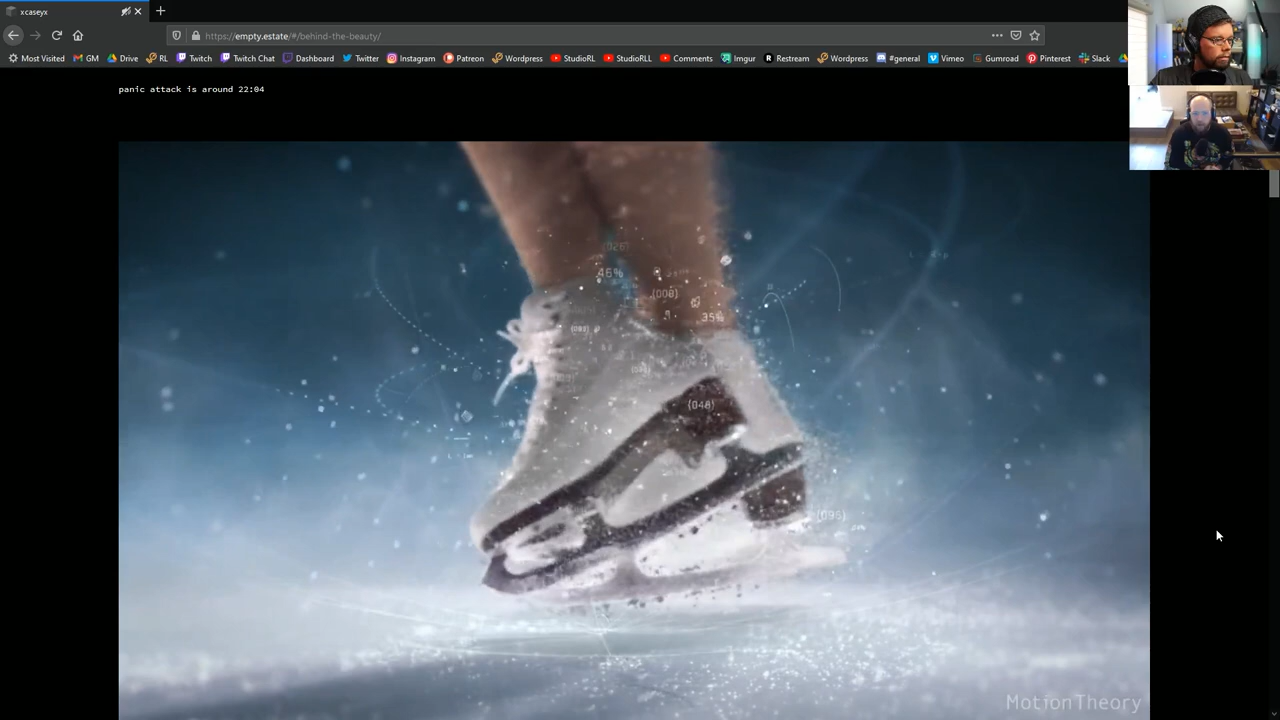 xcaseyx
https://empty.estate/#/behind-the-beauty/
Most Visited GM Drive RL Twitch Twitch Chat Dashboard Twitter Instagram Patreon Wordpress StudioRL StudioRLL Comments Imgur Restream Wordpress #general Vimeo Gumroad Pinterest Slack
panic attack is around 22:04
(026)
46%
(008)
35%
(048)
(095)
MotionTheory